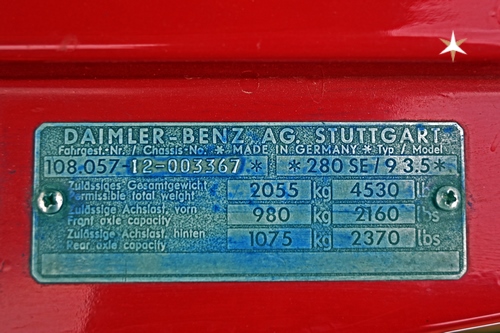 DAIMLER-BENZ AG. STUTTGART
Fahrgest.-Nr. / Chassis-No. * MADE IN GERMANY * Typ / Model
108.057-12-003367 * * 280 SE / 9 3.5 *
Zulässiges Gesamtgewicht
Permissible total weight 2055 kg 4530 lbs
Zulässige Achslast, vorn
Front axle capacity 980 kg 2160 lbs
Zulässige Achslast, hinten
Rear axle capacity 1075 kg 2370 lbs